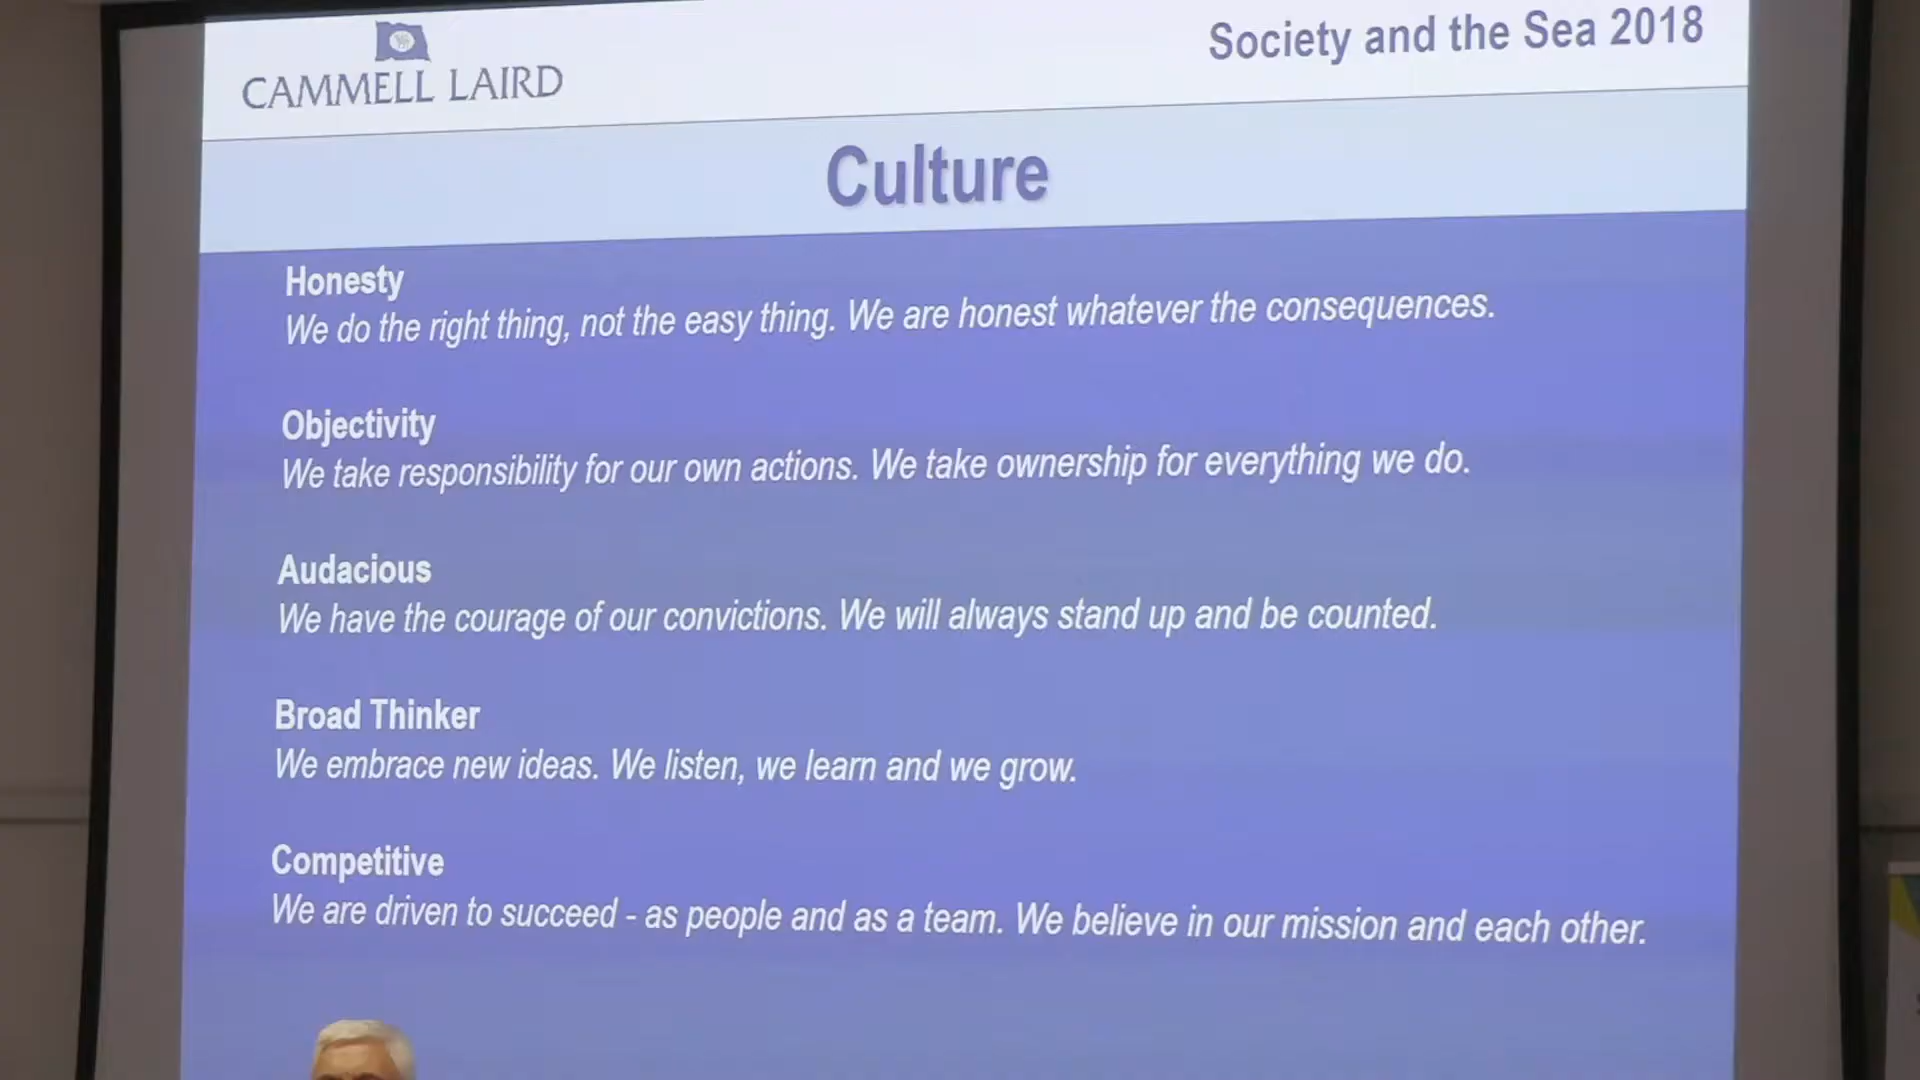 CAMMELL LAIRD
Society and the Sea 2018
Culture
Honesty
We do the right thing, not the easy thing. We are honest whatever the consequences.
Objectivity
We take responsibility for our own actions. We take ownership for everything we do.
Audacious
We have the courage of our convictions. We will always stand up and be counted.
Broad Thinker
We embrace new ideas. We listen, we learn and we grow.
Competitive
We are driven to succeed - as people and as a team. We believe in our mission and each other.